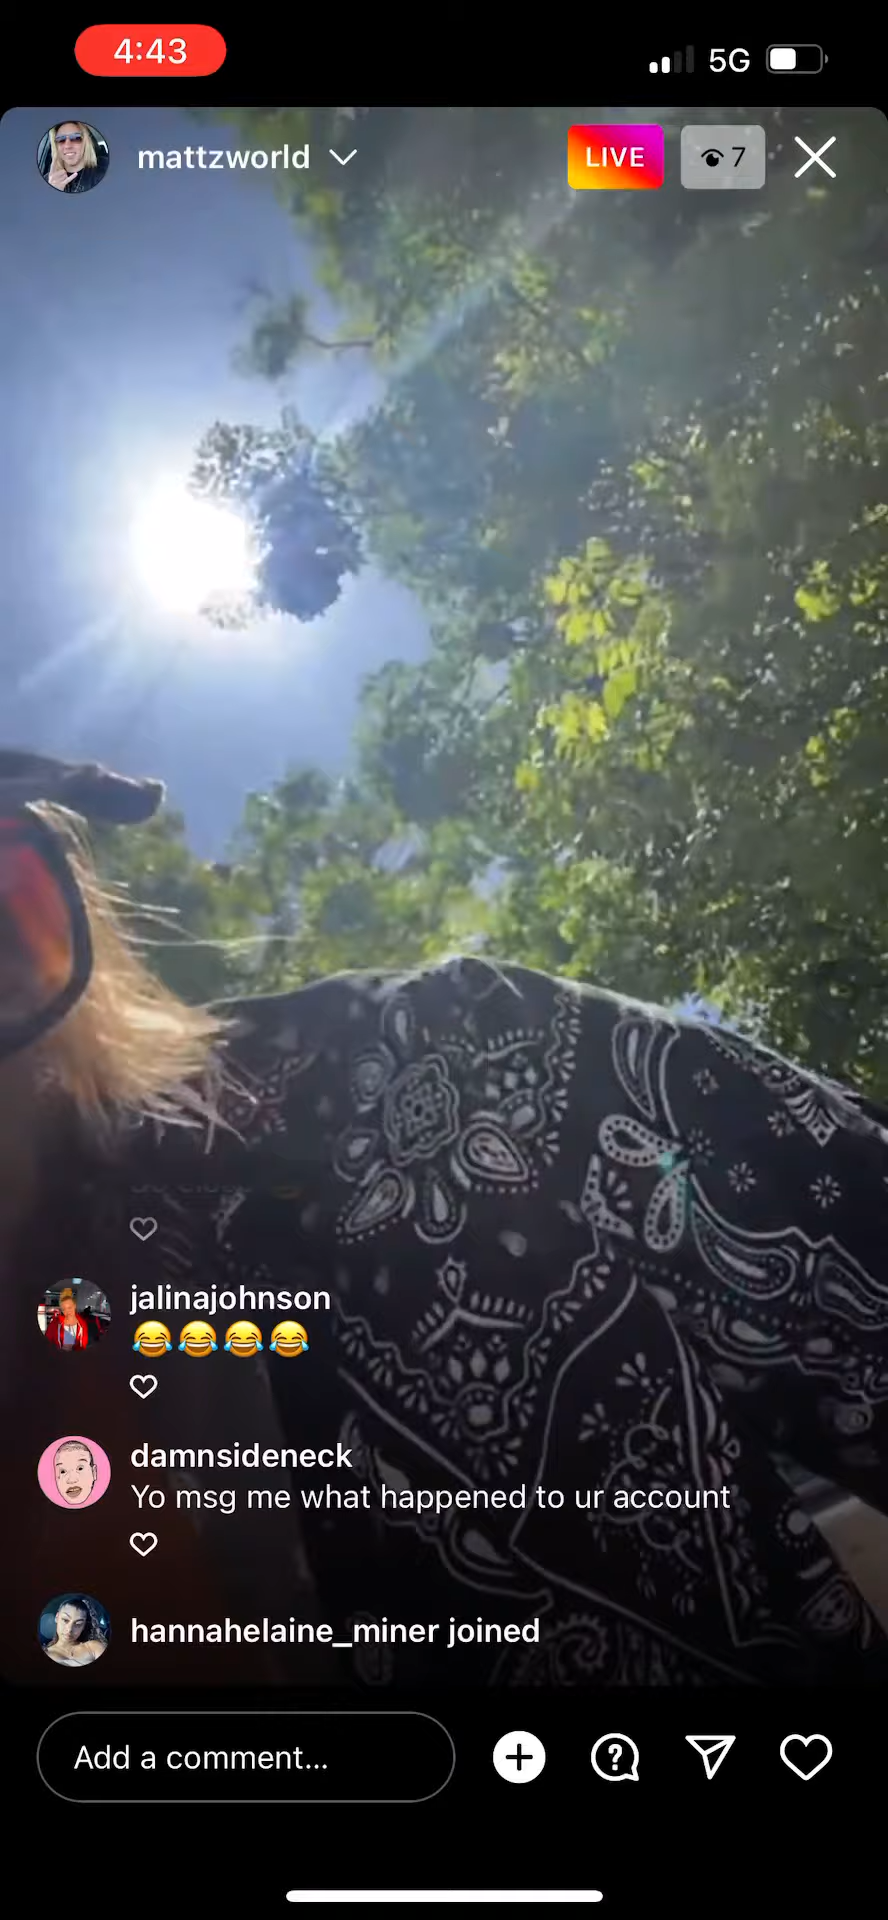 4:43
5G
mattzworld
LIVE
7
jalinajohnson
😂😂😂😂
damnsideneck
Yo msg me what happened to ur account
hannahelaine_miner joined
Add a comment...